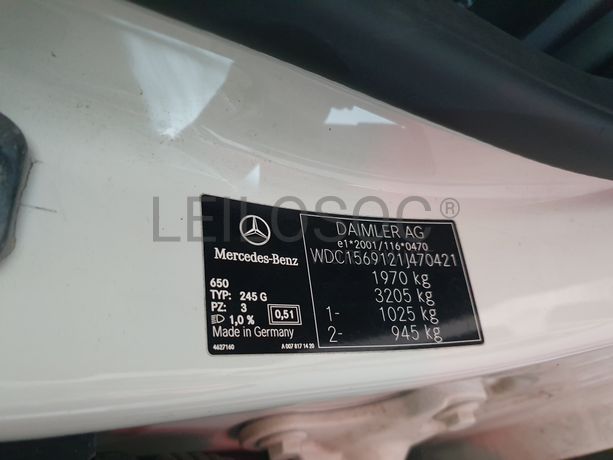 LEILOSOC®
Mercedes-Benz
650
TYP: 245 G
PZ: 3
1,0 % 0,51
Made in Germany
4627160 A 007 817 14 20
DAIMLER AG
e1*2001/116*0470
WDC1569121J470421
1970 kg
3205 kg
1- 1025 kg
2- 945 kg